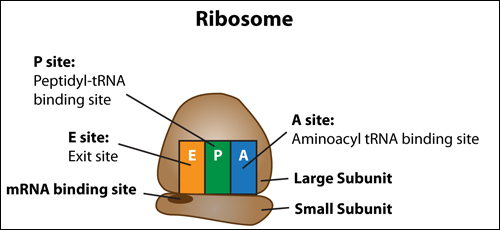 Ribosome
P site:
Peptidyl-tRNA
binding site
A site:
Aminoacyl tRNA binding site
E site:
Exit site
E P A
mRNA binding site
Large Subunit
Small Subunit